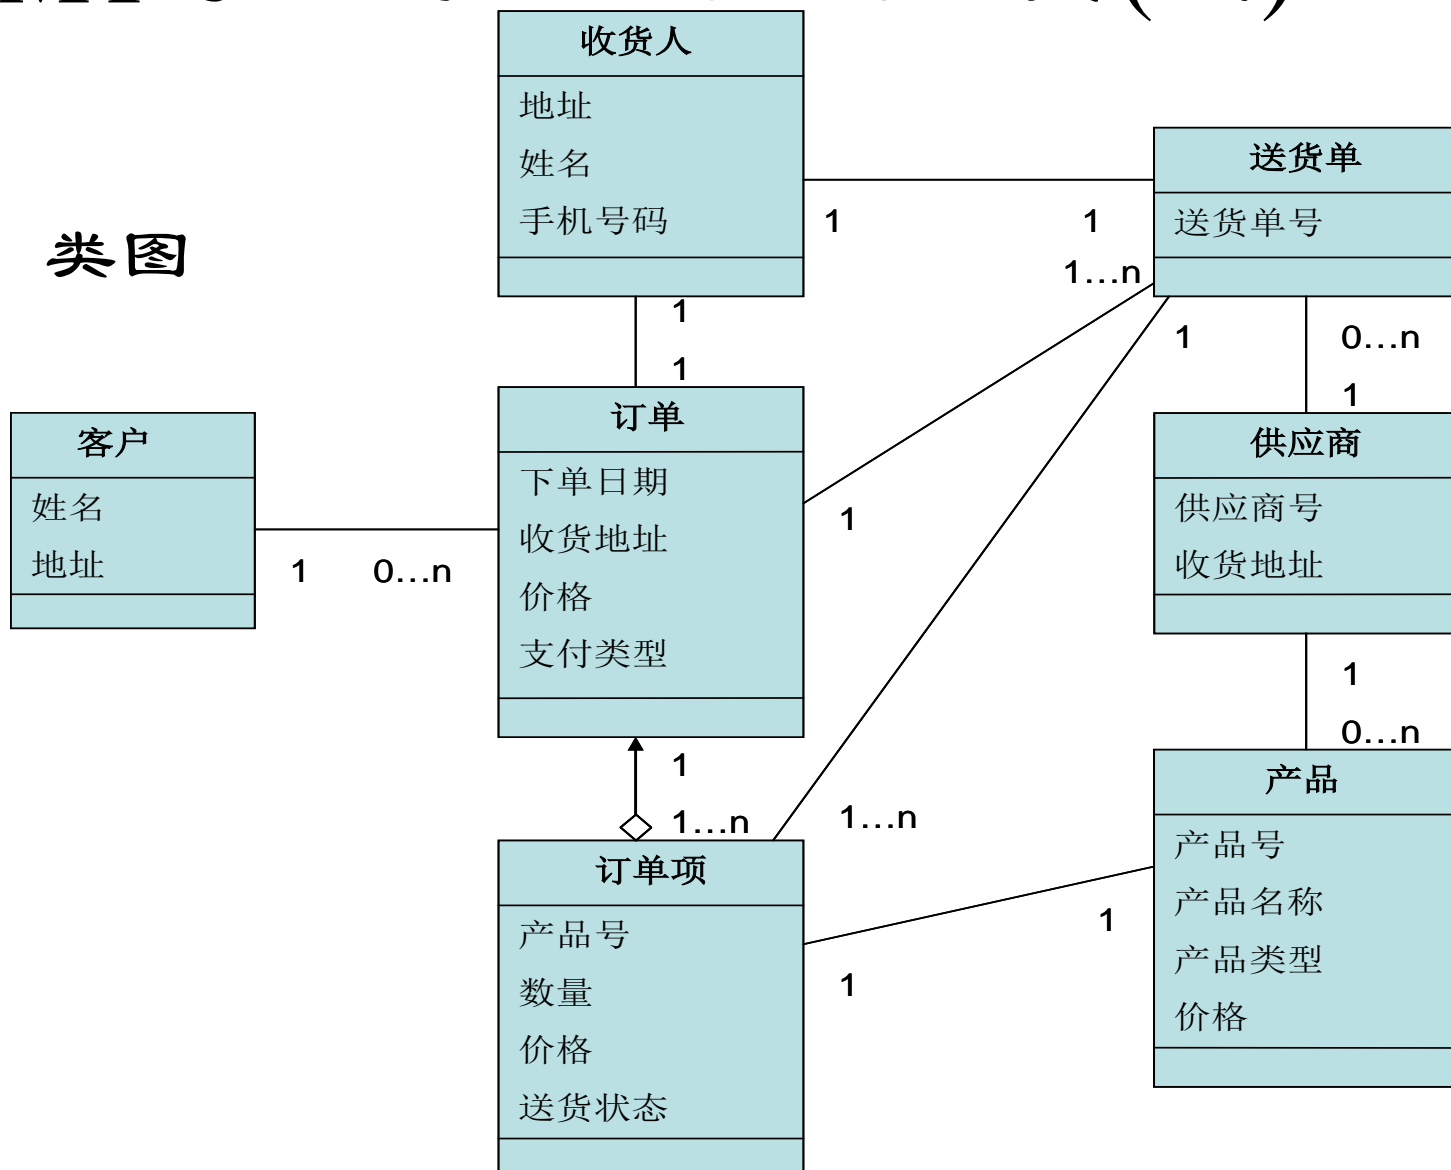 收货人
地址
姓名
手机号码
送货单
送货单号
类图
1
1
1...n
1
1
1
0...n
1
客户
姓名
地址
订单
下单日期
收货地址
价格
支付类型
供应商
供应商号
收货地址
1
1
0...n
1
0...n
1
1...n
1...n
产品
产品号
产品名称
产品类型
价格
订单项
产品号
数量
价格
送货状态
1
1